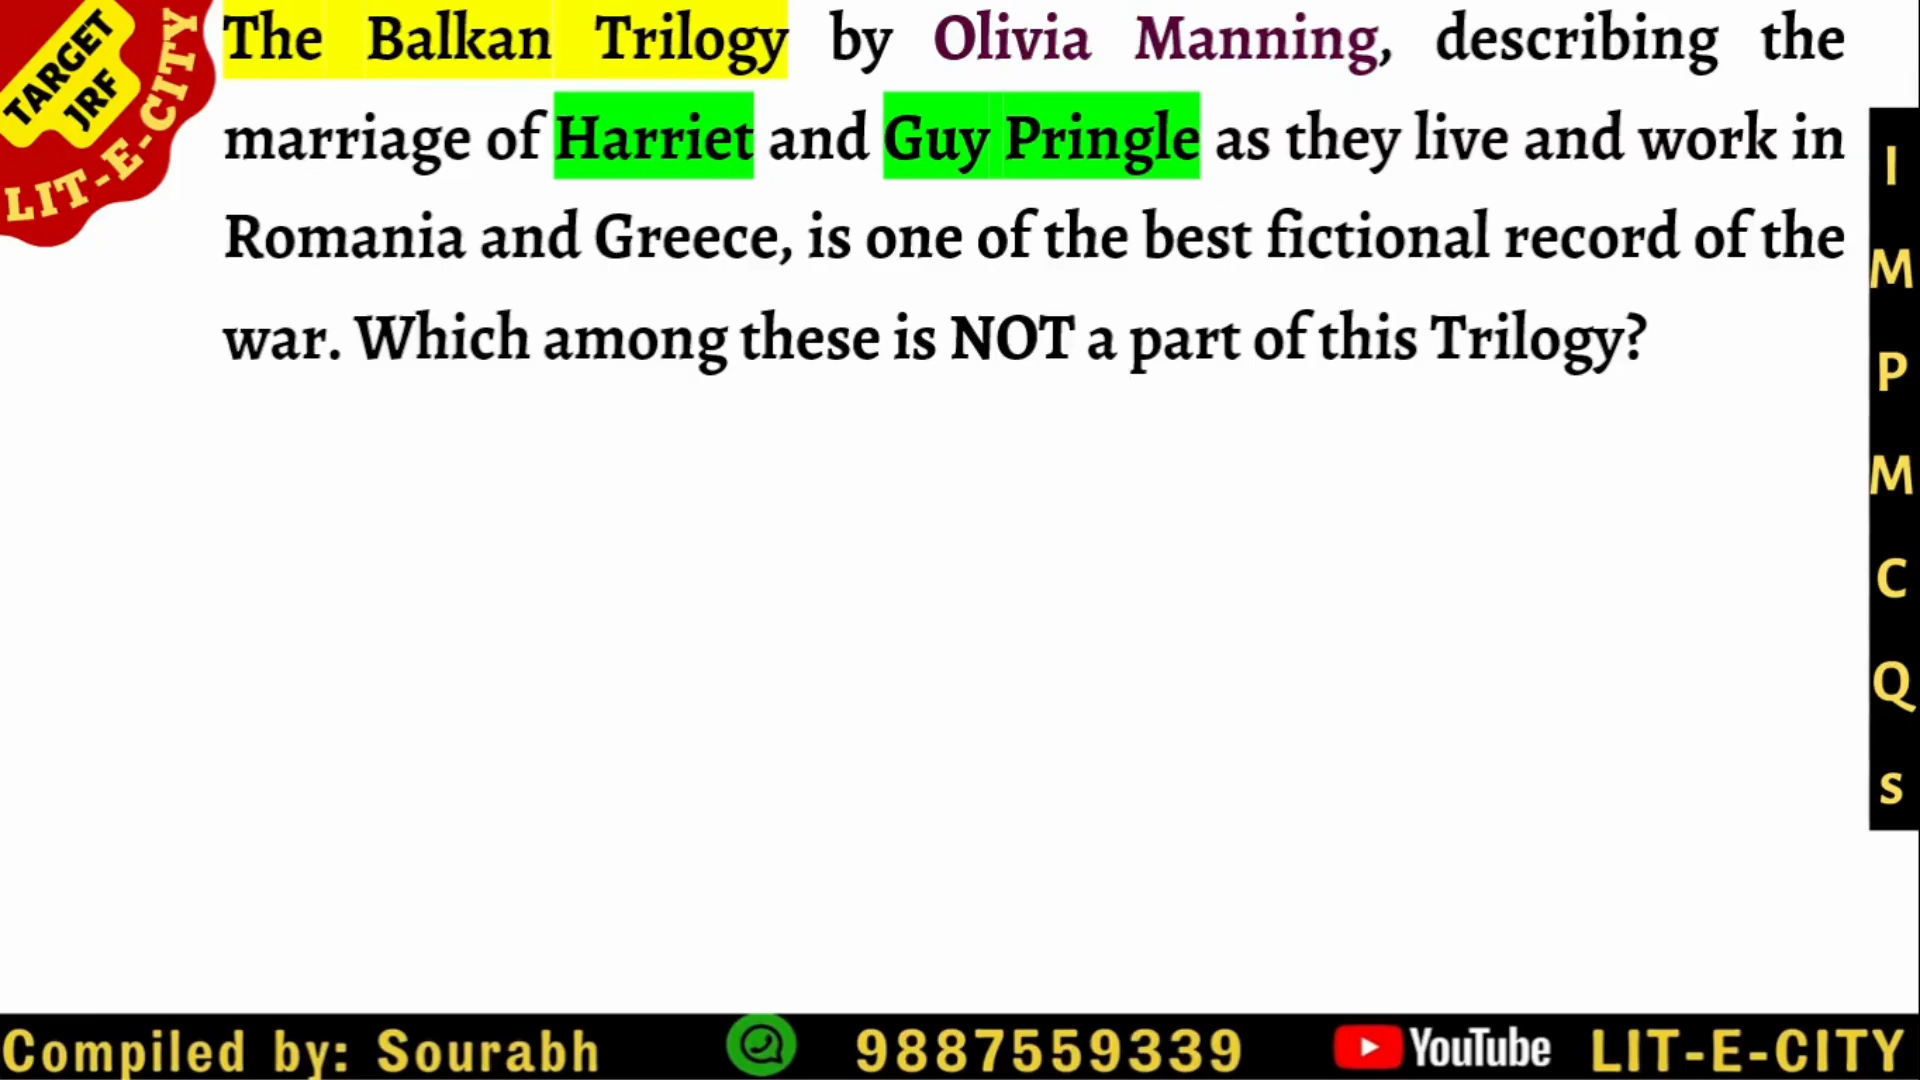 TARGET
JRF
LIT-E-CITY
The Balkan Trilogy by Olivia Manning, describing the
marriage of Harriet and Guy Pringle as they live and work in
Romania and Greece, is one of the best fictional record of the
war. Which among these is NOT a part of this Trilogy?
I
M
P
M
C
Q
s
Compiled by: Sourabh 9887559339 YouTube LIT-E-CITY